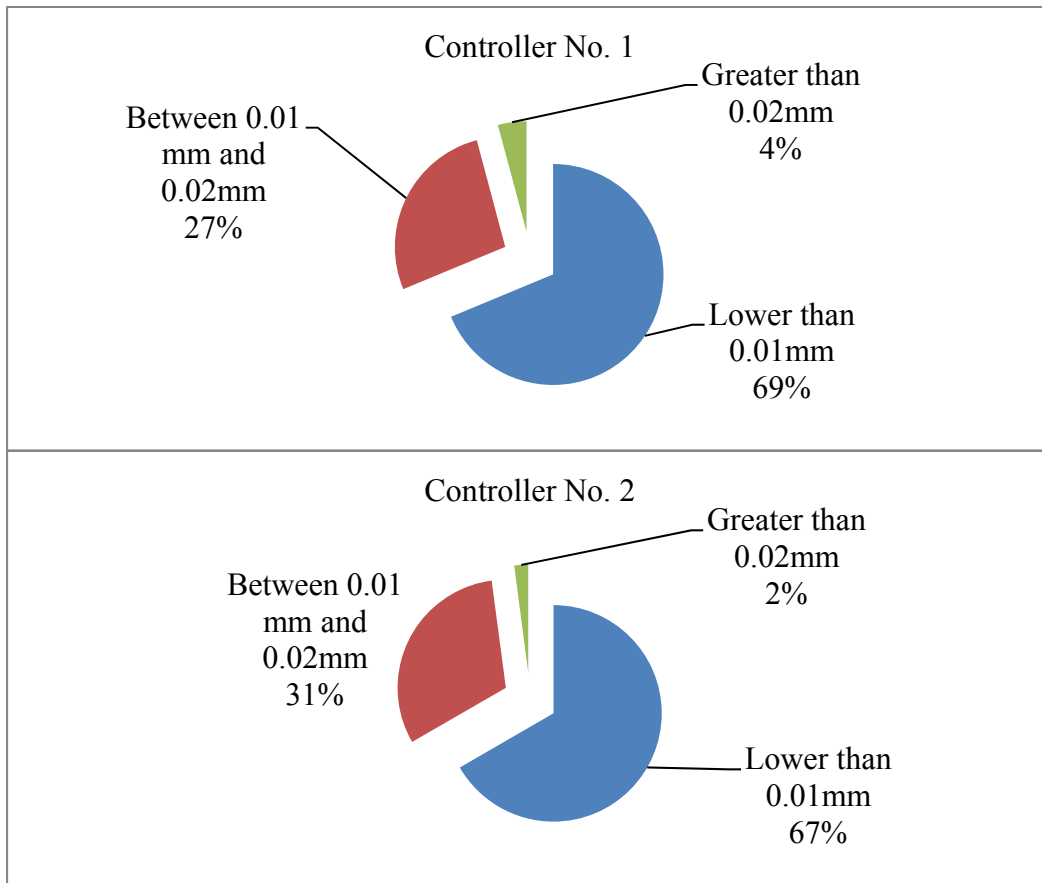 Controller No. 1
Greater than
0.02mm
4%
Between 0.01
mm and
0.02mm
27%
Lower than
0.01mm
69%
Controller No. 2
Greater than
0.02mm
2%
Between 0.01
mm and
0.02mm
31%
Lower than
0.01mm
67%